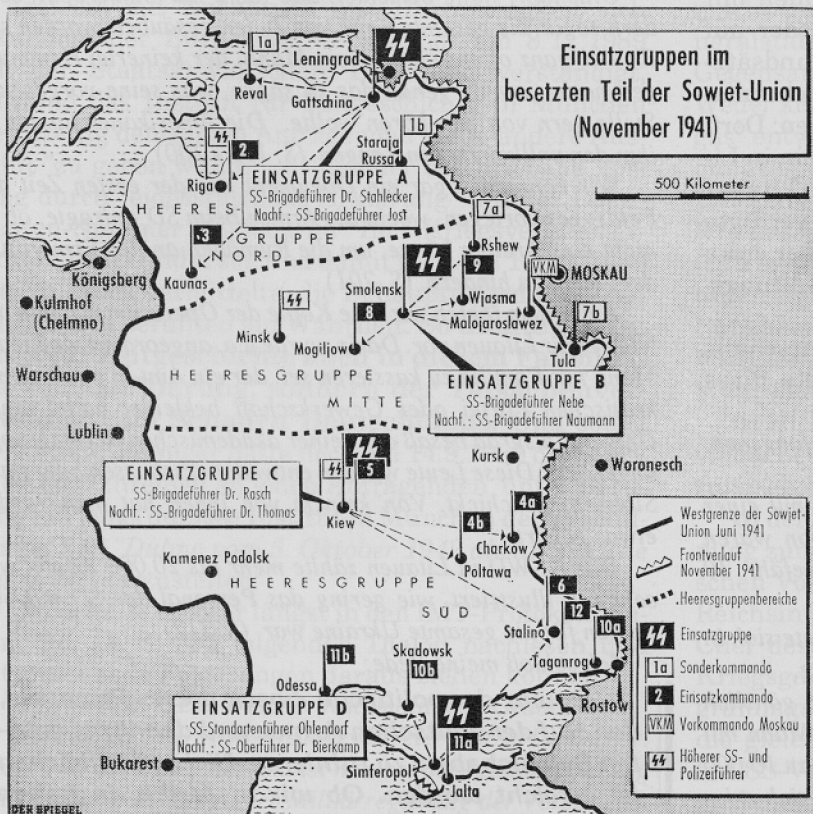 Einsatzgruppen im
besetzten Teil der Sowjet-Union
(November 1941)
500 Kilometer
1a
Leningrad
Reval
Gattschina
1b
Staraja
Russa
2
Riga
EINSATZGRUPPE A
SS-Brigadeführer Dr. Stahlecker
Nachf.: SS-Brigadeführer Jost
HEERES-
GRUPPE
NORD
3
Kaunas
Königsberg
Kulmhof
(Chelmno)
7a
Rshew
9
Smolensk
Wjasma
VKM
MOSKAU
Malojaroslawez
7b
Tula
8
Minsk
Mogiljow
Warschau
HEERESGRUPPE
MITTE
EINSATZGRUPPE B
SS-Brigadeführer Nebe
Nachf.: SS-Brigadeführer Naumann
Lublin
Kursk
Woronesch
EINSATZGRUPPE C
SS-Brigadeführer Dr. Rasch
Nachf.: SS-Brigadeführer Dr. Thomas
5
Kiew
4a
Charkow
4b
Poltawa
Kamenez Podolsk
HEERESGRUPPE
SÜD
6
Stalino
12
Taganrog
10a
Rostow
11b
Odessa
Skadowsk
10b
EINSATZGRUPPE D
SS-Standartenführer Ohlendorf
Nachf.: SS-Oberführer Dr. Bierkamp
11a
Simferopol
Jalta
Bukarest
Westgrenze der Sowjet-
Union Juni 1941
Frontverlauf
November 1941
Heeresgruppenbereiche
Einsatzgruppe
1a
Sonderkommando
2
Einsatzkommando
VKM
Vorkommando Moskau
Höherer SS- und
Polizeiführer
DER SPIEGEL